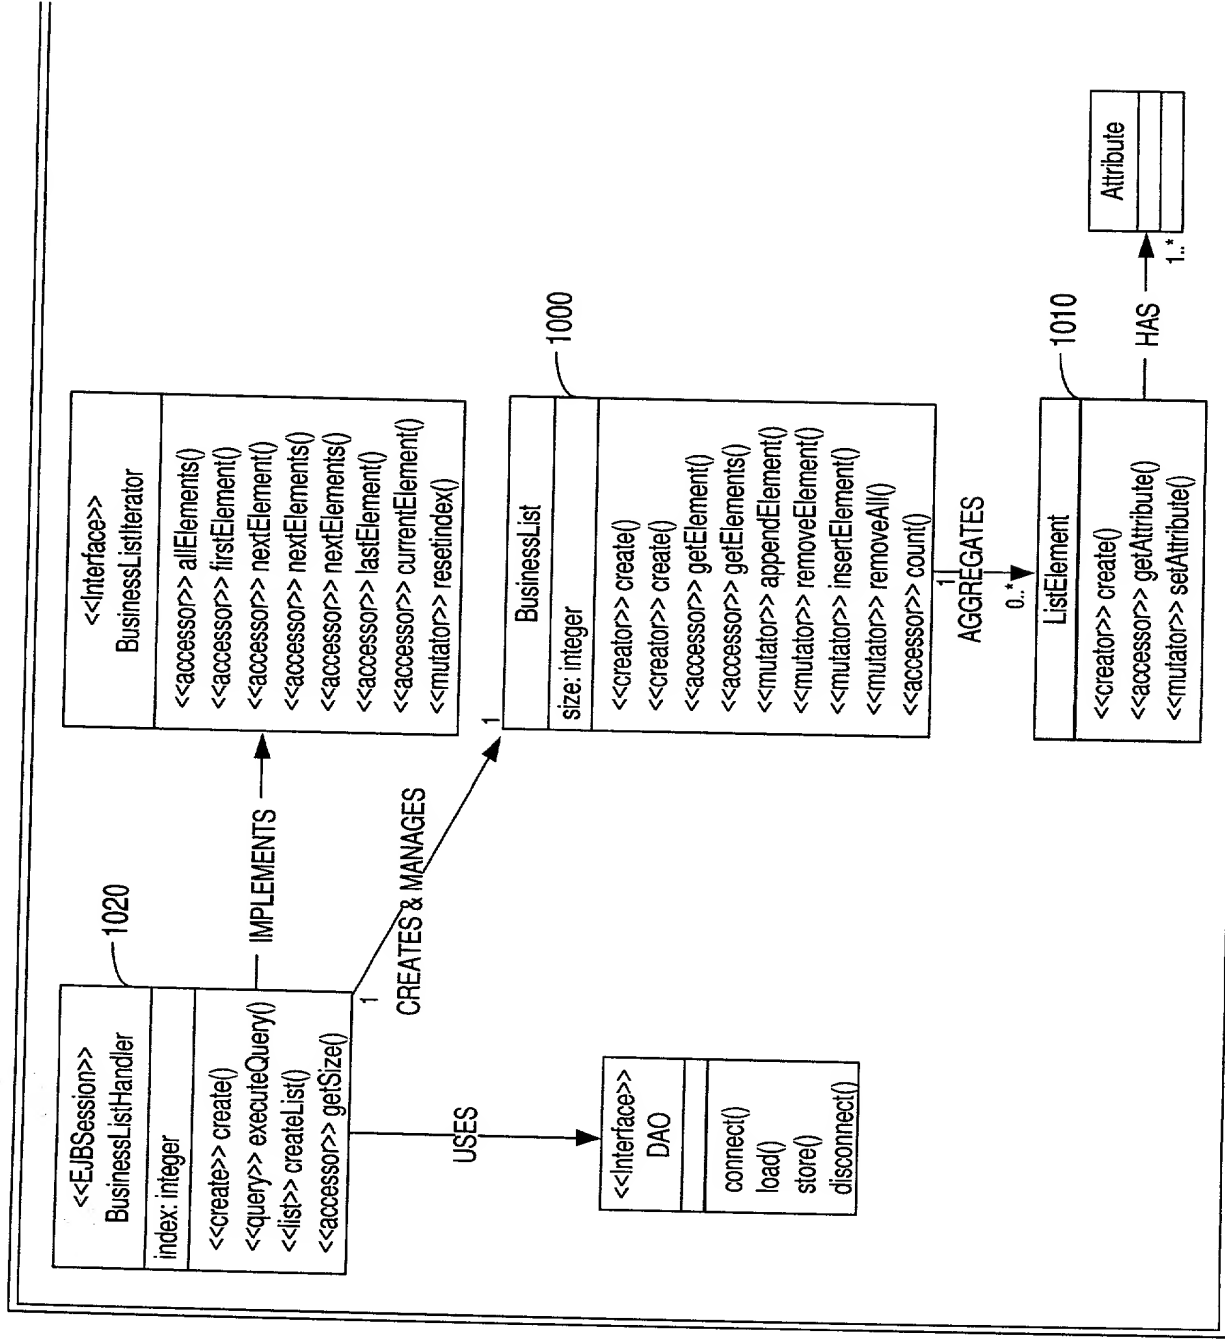 <<EJBSession>>
BusinessListHandler
index: integer
<<create>> create()
<<query>> executeQuery()
<<list>> createList()
<<accessor>> getSize()
1020
IMPLEMENTS
<<Interface>>
BusinessListIterator
<<accessor>> allElements()
<<accessor>> firstElement()
<<accessor>> nextElement()
<<accessor>> nextElements()
<<accessor>> nextElements()
<<accessor>> lastElement()
<<accessor>> currentElement()
<<mutator>> resetindex()
1
CREATES & MANAGES
1
USES
<<Interface>>
DAO
connect()
load()
store()
disconnect()
BusinessList
size: integer
<<creator>> create()
<<creator>> create()
<<accessor>> getElement()
<<accessor>> getElements()
<<mutator>> appendElement()
<<mutator>> removeElement()
<<mutator>> insertElement()
<<mutator>> removeAll()
<<accessor>> count()
1000
1
AGGREGATES
0..*
ListElement
<<creator>> create()
<<accessor>> getAttribute()
<<mutator>> setAttribute()
1010
HAS
1..*
Attribute